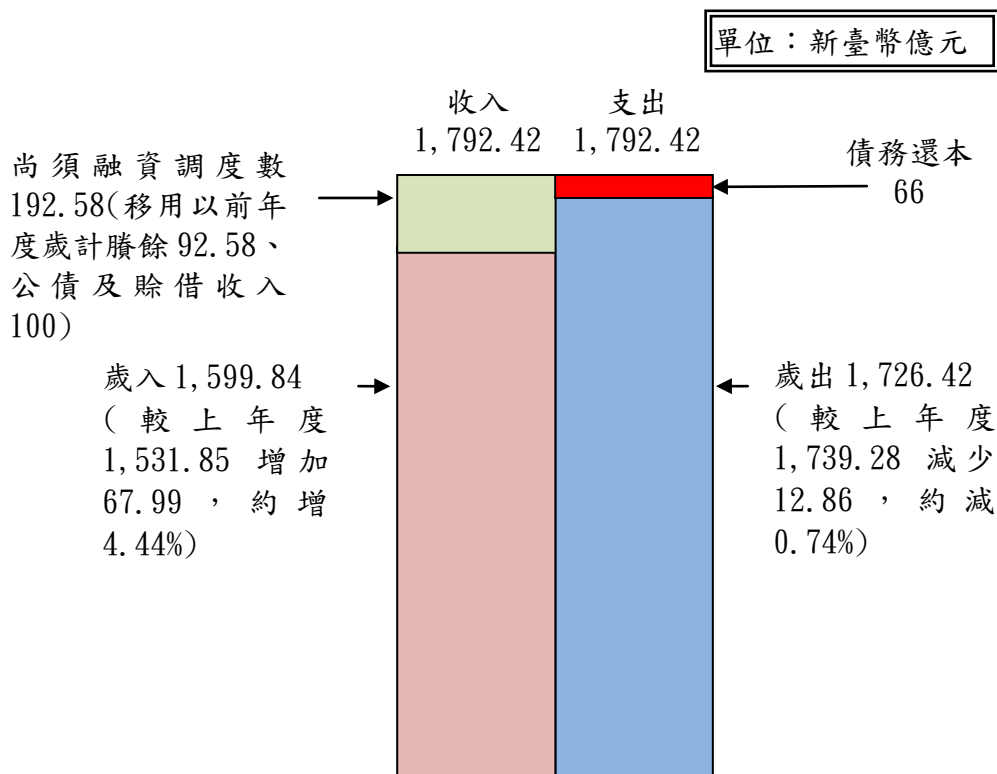 單位：新臺幣億元
收入
1,792.42
支出
1,792.42
尚須融資調度數
192.58(移用以前年
度歲計賸餘92.58、
公債及賒借收入
100)
債務還本
66
歲入1,599.84
(較上年度
1,531.85 增加
67.99，約增
4.44%)
歲出1,726.42
(較上年度
1,739.28 減少
12.86，約減
0.74%)